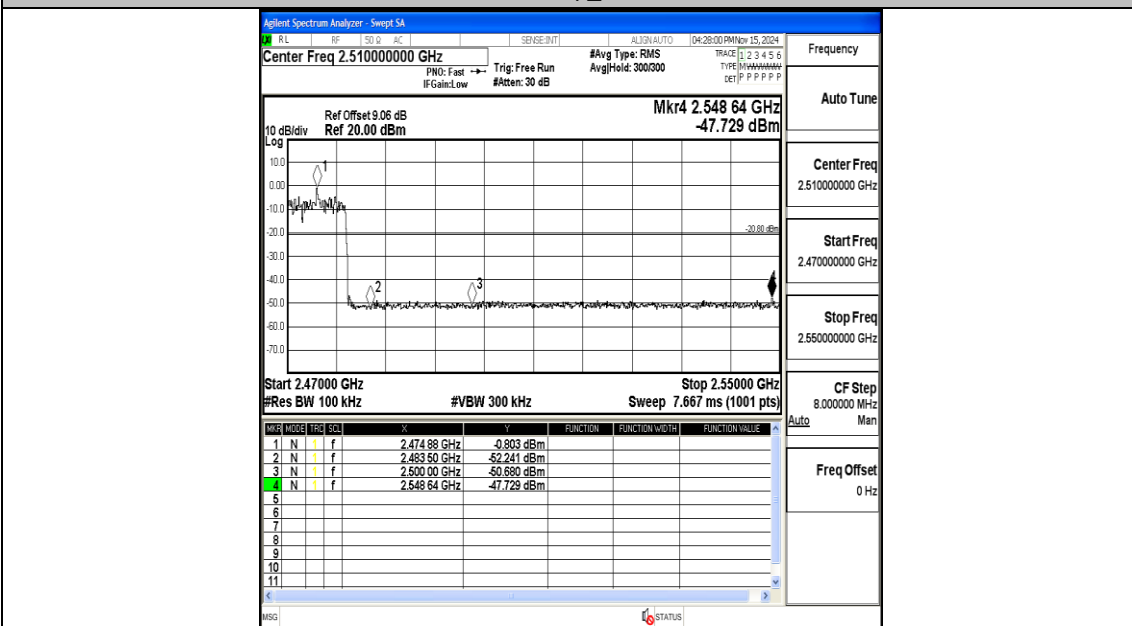 Agilent Spectrum Analyzer - Swept SA
RL RF 50 Ω AC SENSE:INT ALIGN AUTO 04:28:00 PM Nov 15, 2024
Center Freq 2.510000000 GHz
PNO: Fast
IFGain:Low
Trig: Free Run
#Atten: 30 dB
#Avg Type: RMS
Avg|Hold: 300/300
TRACE 1 2 3 4 5 6
TYPE M
DET P P P P P P
Frequency
Auto Tune
Mkr4 2.548 64 GHz
-47.729 dBm
Ref Offset 9.06 dB
10 dB/div Ref 20.00 dBm
Log
10.0
0.00
-10.0
-20.0
-30.0
-40.0
-50.0
-60.0
-70.0
1
2
3
-20.80 dBm
Center Freq
2.510000000 GHz
Start Freq
2.470000000 GHz
Stop Freq
2.550000000 GHz
Start 2.47000 GHz Stop 2.55000 GHz
#Res BW 100 kHz #VBW 300 kHz Sweep 7.667 ms (1001 pts)
CF Step
8.000000 MHz
Auto Man
MKR MODE TRC SCL X Y FUNCTION FUNCTION WIDTH FUNCTION VALUE
1 N 1 f 2.474 88 GHz -0.803 dBm
2 N 1 f 2.483 50 GHz -52.241 dBm
3 N 1 f 2.500 00 GHz -50.680 dBm
4 N 1 f 2.548 64 GHz -47.729 dBm
5
6
7
8
9
10
11
Freq Offset
0 Hz
MSG STATUS